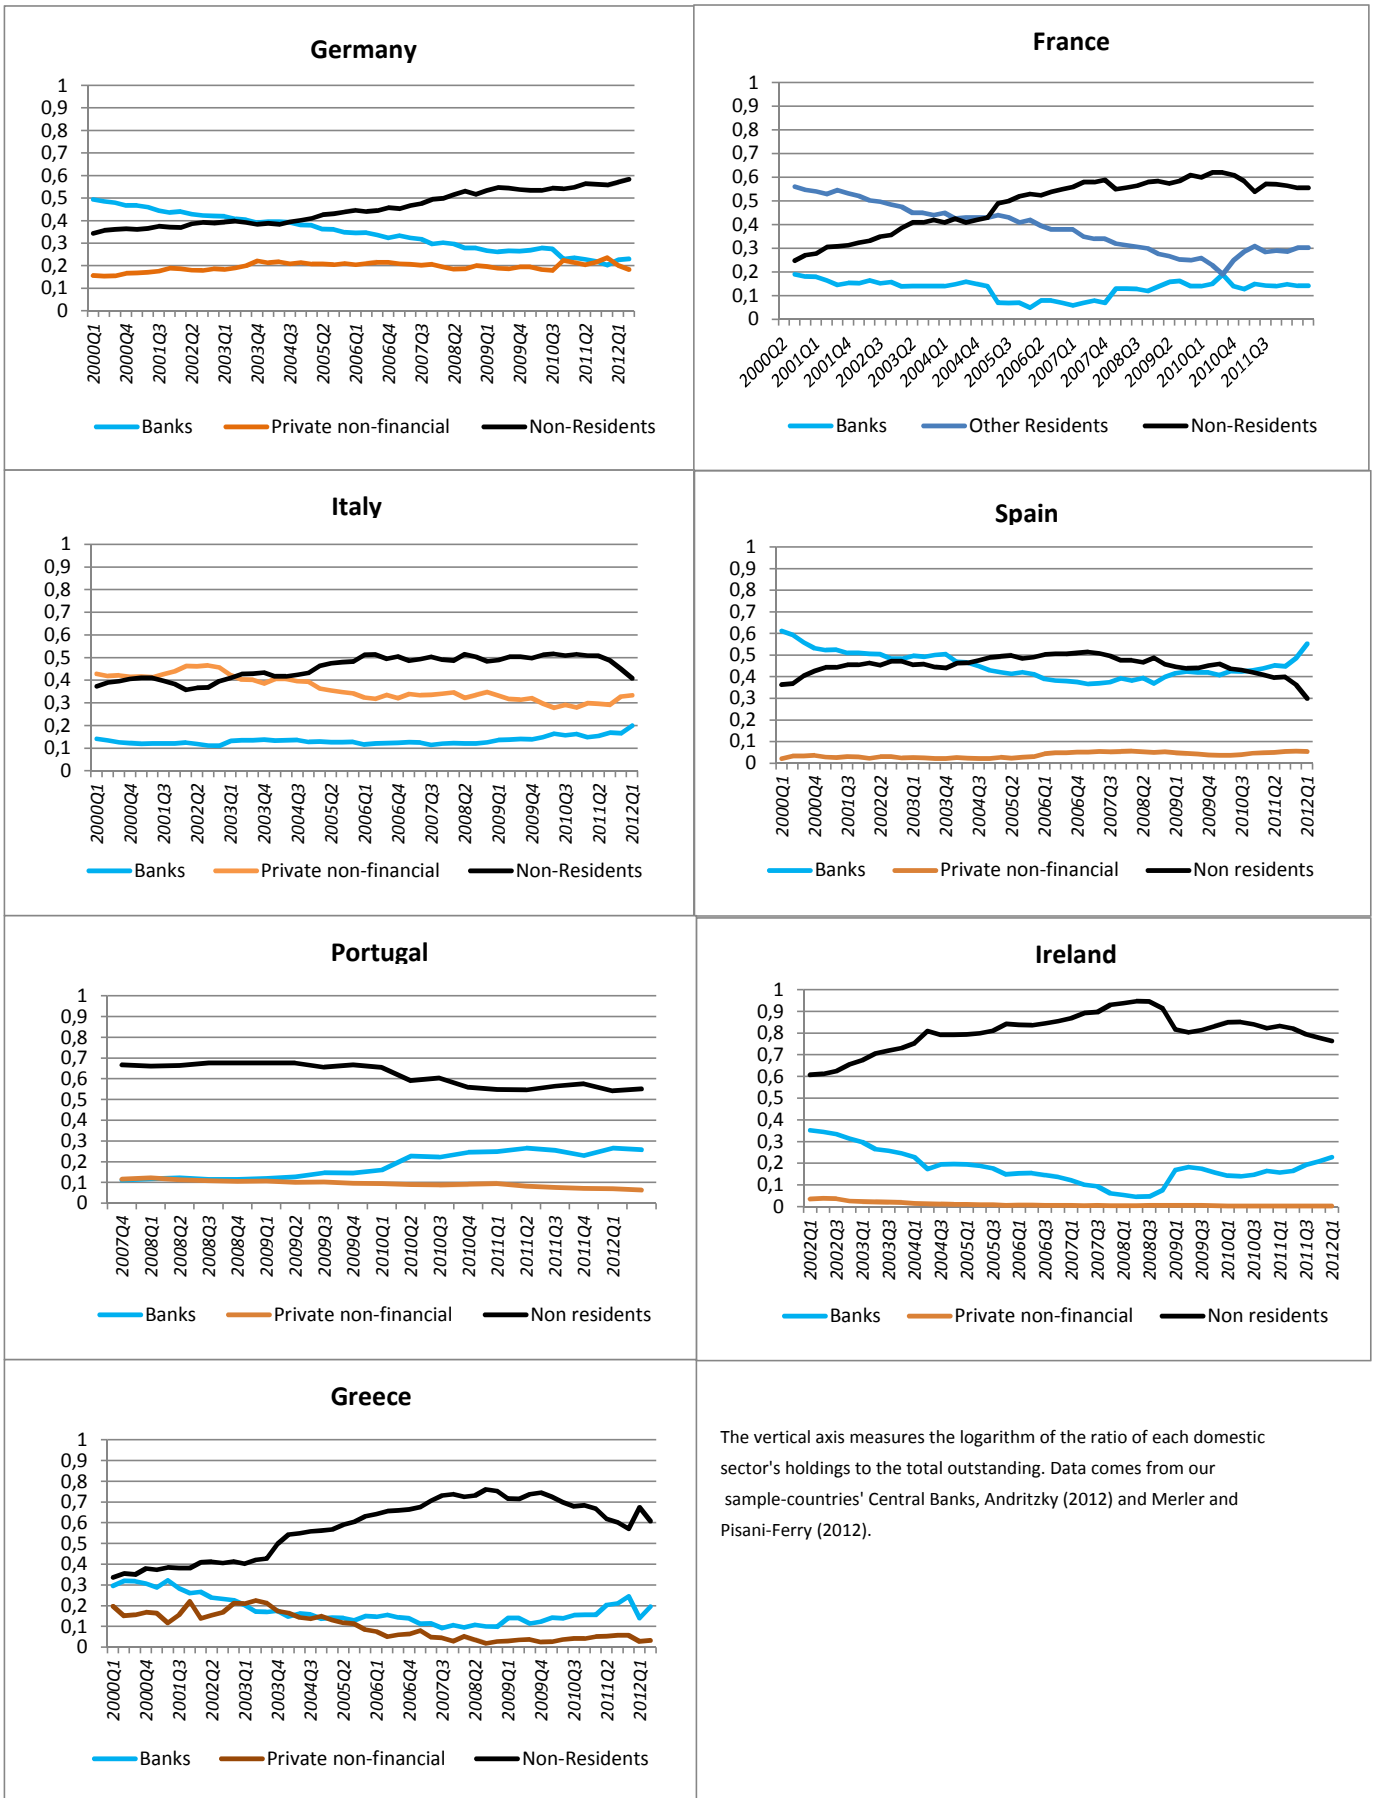 Germany
1
0,9
0,8
0,7
0,6
0,5
0,4
0,3
0,2
0,1
0
2000Q1
2000Q4
2001Q3
2002Q2
2003Q1
2003Q4
2004Q3
2005Q2
2006Q1
2006Q4
2007Q3
2008Q2
2009Q1
2009Q4
2010Q3
2011Q2
2012Q1
Banks Private non-financial Non-Residents
France
1
0,9
0,8
0,7
0,6
0,5
0,4
0,3
0,2
0,1
0
2000Q2
2001Q1
2001Q4
2002Q3
2003Q2
2004Q1
2004Q4
2005Q3
2006Q2
2007Q1
2007Q4
2008Q3
2009Q2
2010Q1
2010Q4
2011Q3
Banks Other Residents Non-Residents
Italy
1
0,9
0,8
0,7
0,6
0,5
0,4
0,3
0,2
0,1
0
2006Q1
2000Q4
2001Q3
2002Q2
2003Q1
2003Q4
2004Q3
2005Q2
2006Q1
2006Q4
2007Q3
2008Q2
2009Q1
2009Q4
2010Q3
2011Q2
2012Q1
Banks Private non-financial Non-Residents
Spain
1
0,9
0,8
0,7
0,6
0,5
0,4
0,3
0,2
0,1
0
2000Q1
2000Q4
2001Q3
2002Q2
2003Q1
2003Q4
2004Q3
2005Q2
2006Q1
2006Q4
2007Q3
2008Q2
2009Q1
2009Q4
2010Q3
2011Q2
2012Q1
Banks Private non-financial Non residents
Portugal
1
0,9
0,8
0,7
0,6
0,5
0,4
0,3
0,2
0,1
0
2007Q4
2008Q1
2008Q2
2008Q3
2008Q4
2009Q1
2009Q2
2009Q3
2009Q4
2010Q1
2010Q2
2010Q3
2010Q4
2011Q1
2011Q2
2011Q3
2011Q4
2012Q1
Banks Private non-financial Non residents
Ireland
1
0,9
0,8
0,7
0,6
0,5
0,4
0,3
0,2
0,1
0
2002Q1
2002Q3
2003Q1
2003Q3
2004Q1
2004Q3
2005Q1
2005Q3
2006Q1
2006Q3
2007Q1
2007Q3
2008Q1
2008Q3
2009Q1
2009Q3
2010Q1
2010Q3
2011Q1
2011Q3
2012Q1
Banks Private non-financial Non residents
Greece
1
0,9
0,8
0,7
0,6
0,5
0,4
0,3
0,2
0,1
0
2000Q1
2000Q4
2001Q3
2002Q2
2003Q1
2003Q4
2004Q3
2005Q2
2006Q1
2006Q4
2007Q3
2008Q2
2009Q1
2009Q4
2010Q3
2011Q2
2012Q1
Banks Private non-financial Non-Residents
The vertical axis measures the logarithm of the ratio of each domestic
sector's holdings to the total outstanding. Data comes from our
sample-countries' Central Banks, Andritzky (2012) and Merler and
Pisani-Ferry (2012).